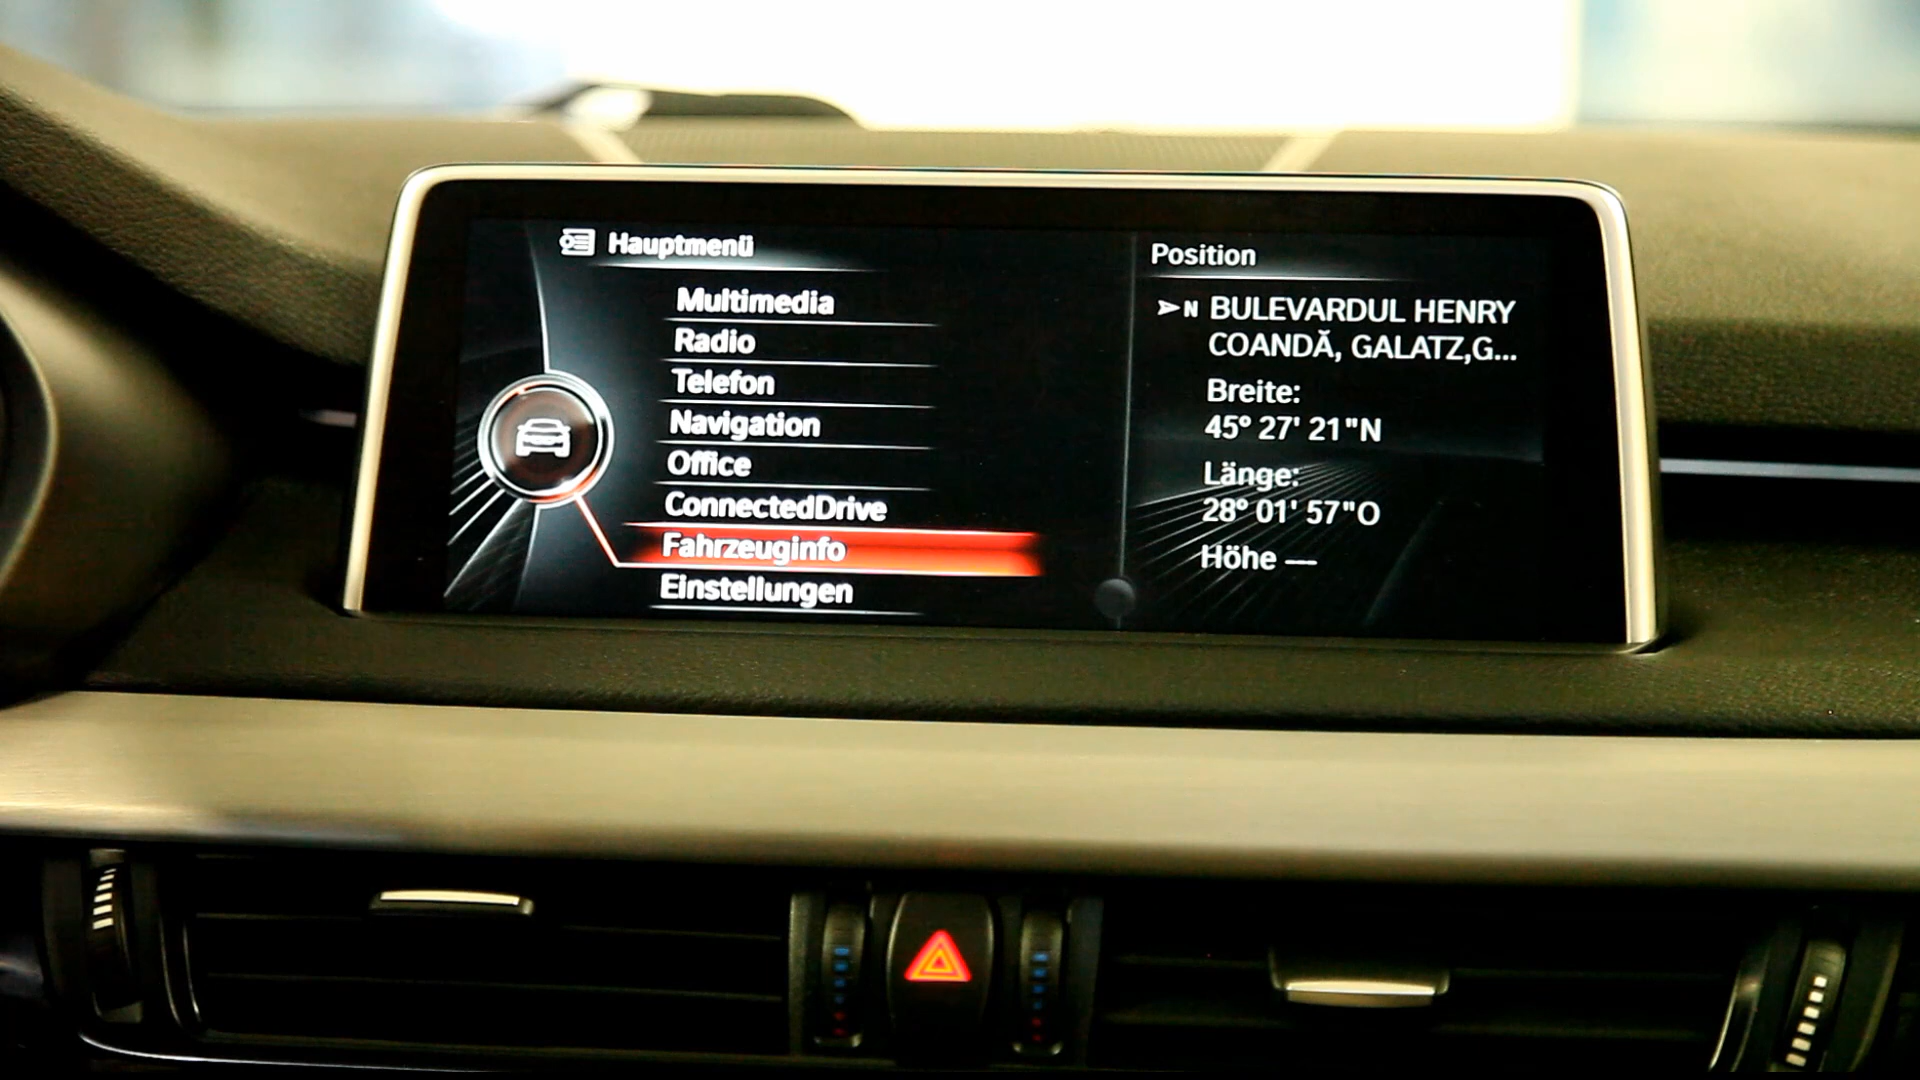 Hauptmenü
Multimedia
Radio
Telefon
Navigation
Office
ConnectedDrive
Fahrzeuginfo
Einstellungen
Position
N BULEVARDUL HENRY
COANDĂ, GALATZ,G...
Breite:
45° 27' 21"N
Länge:
28° 01' 57"O
Höhe ---